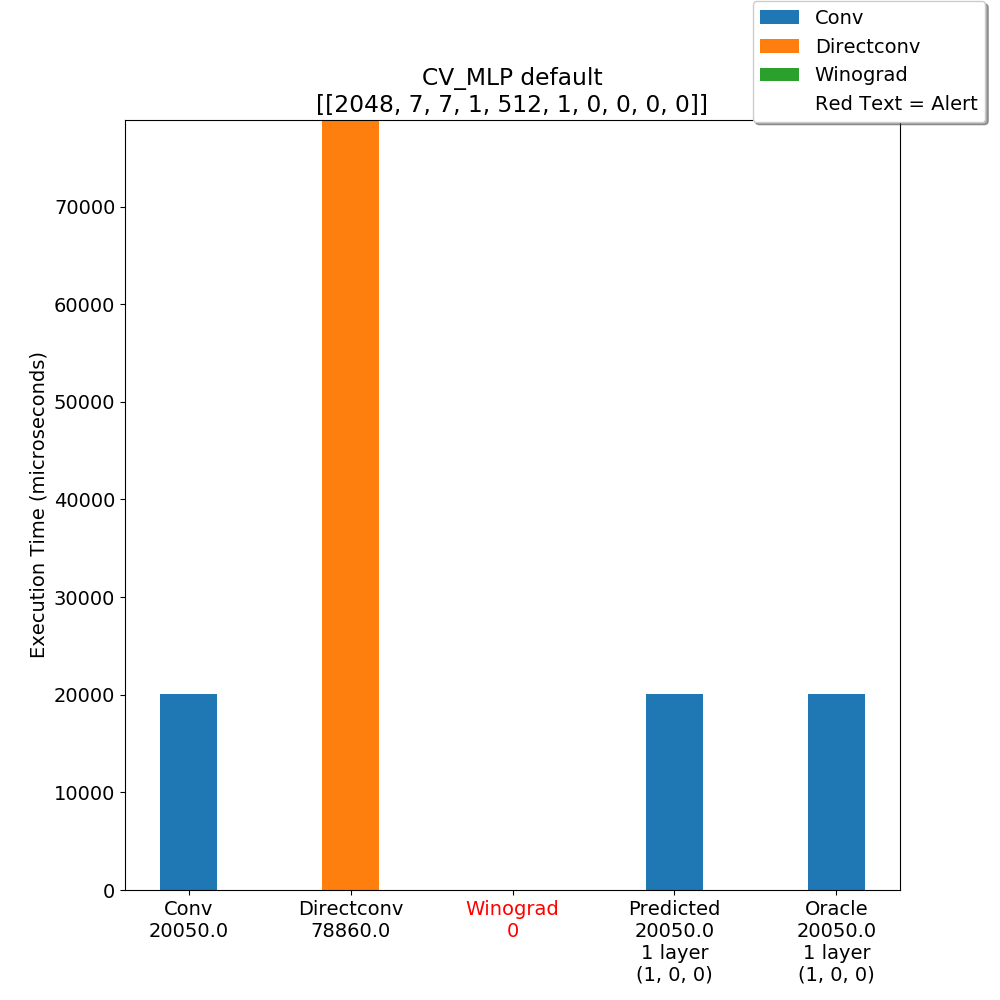 Conv
Directconv
Winograd
Red Text = Alert
CV_MLP default
[[2048, 7, 7, 1, 512, 1, 0, 0, 0, 0]]
Execution Time (microseconds)
70000
60000
50000
40000
30000
20000
10000
0
Conv
20050.0
Directconv
78860.0
Winograd
0
Predicted
20050.0
1 layer
(1, 0, 0)
Oracle
20050.0
1 layer
(1, 0, 0)